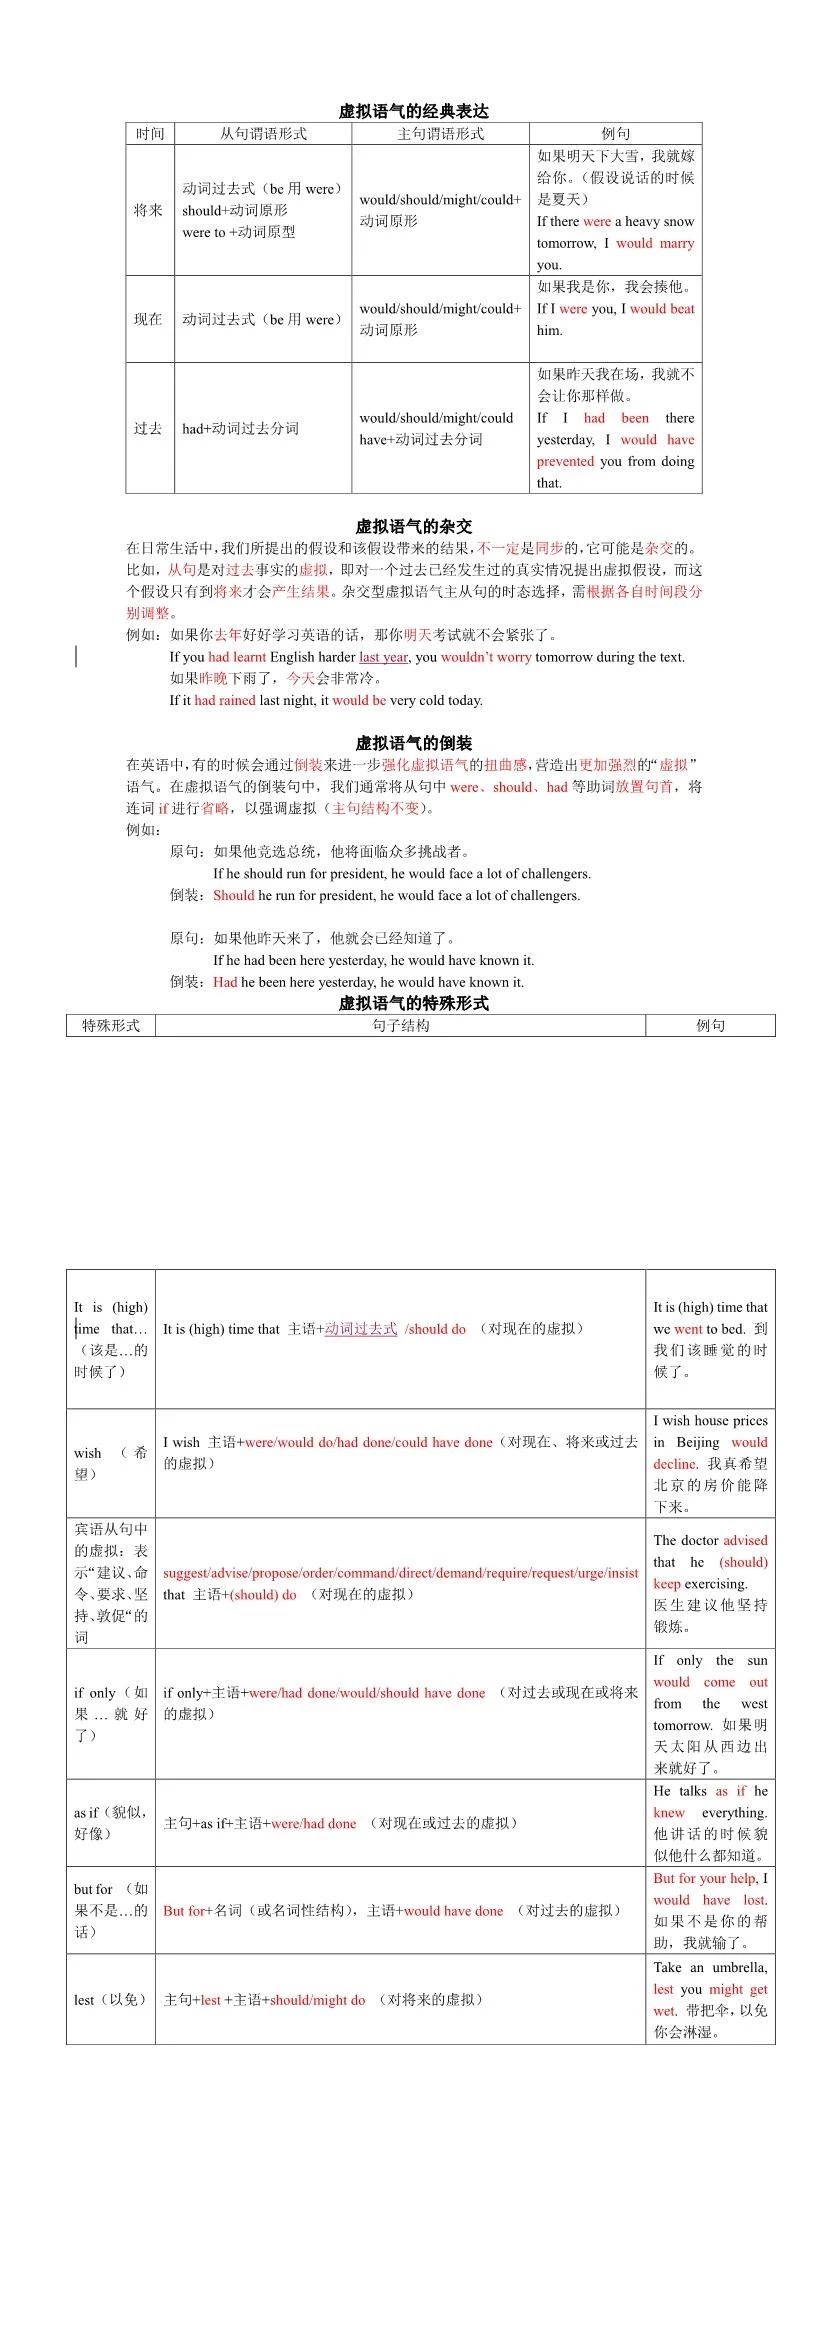 虚拟语气的经典表达
时间 从句谓语形式 主句谓语形式 例句
将来
动词过去式（be 用 were）
should+动词原形
were to +动词原型
would/should/might/could+
动词原形
如果明天下大雪，我就嫁
给你。（假设说话的时候
是夏天）
If there were a heavy snow
tomorrow, I would marry
you.
现在
动词过去式（be 用 were）
would/should/might/could+
动词原形
如果我是你，我会揍他。
If I were you, I would beat
him.
过去
had+动词过去分词
would/should/might/could
have+动词过去分词
如果昨天我在场，我就不
会让你那样做。
If I had been there
yesterday, I would have
prevented you from doing
that.
虚拟语气的杂交
在日常生活中，我们所提出的假设和该假设带来的结果，不一定是同步的，它可能是杂交的。
比如，从句是对过去事实的虚拟，即对一个过去已经发生过的真实情况提出虚拟假设，而这
个假设只有到将来才会产生结果。杂交型虚拟语气主从句的时态选择，需根据各自时间段分
别调整。
例如：如果你去年好好学习英语的话，那你明天考试就不会紧张了。
If you had learnt English harder last year, you wouldn't worry tomorrow during the text.
如果昨晚下雨了，今天会非常冷。
If it had rained last night, it would be very cold today.
虚拟语气的倒装
在英语中，有的时候会通过倒装来进一步强化虚拟语气的扭曲感，营造出更加强烈的“虚拟”
语气。在虚拟语气的倒装句中，我们通常将从句中 were、should、had 等助词放置句首，将
连词 if 进行省略，以强调虚拟（主句结构不变）。
例如：
原句：如果他竞选总统，他将面临众多挑战者。
If he should run for president, he would face a lot of challengers.
倒装：Should he run for president, he would face a lot of challengers.
原句：如果他昨天来了，他就会已经知道了。
If he had been here yesterday, he would have known it.
倒装：Had he been here yesterday, he would have known it.
虚拟语气的特殊形式
特殊形式 句子结构 例句
It is (high)
time that…
（该是…的
时候了）
It is (high) time that 主语+动词过去式 /should do （对现在的虚拟）
It is (high) time that
we went to bed. 到
我们该睡觉的时
候了。
wish （希
望）
I wish 主语+were/would do/had done/could have done（对现在、将来或过去
的虚拟）
I wish house prices
in Beijing would
decline. 我真希望
北京的房价能降
下来。
宾语从句中
的虚拟：表
示“建议、命
令、要求、坚
持、敦促“的
词
suggest/advise/propose/order/command/direct/demand/require/request/urge/insist
that 主语+(should) do （对现在的虚拟）
The doctor advised
that he (should)
keep exercising.
医生建议他坚持
锻炼。
if only（如
果…就好
了）
if only+主语+were/had done/would/should have done （对过去或现在或将来
的虚拟）
If only the sun
would come out
from the west
tomorrow. 如果明
天太阳从西边出
来就好了。
as if（貌似，
好像）
主句+as if+主语+were/had done （对现在或过去的虚拟）
He talks as if he
knew everything.
他讲话的时候貌
似他什么都知道。
but for （如
果不是…的
话）
But for+名词（或名词性结构），主语+would have done （对过去的虚拟）
But for your help, I
would have lost.
如果不是你的帮
助，我就输了。
lest（以免）
主句+lest +主语+should/might do （对将来的虚拟）
Take an umbrella,
lest you might get
wet. 带把伞，以免
你会淋湿。